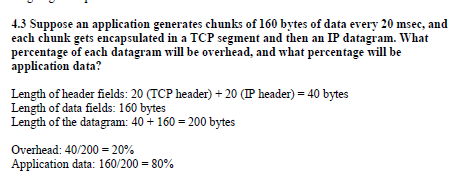 4.3 Suppose an application generates chunks of 160 bytes of data every 20 msec, and
each chunk gets encapsulated in a TCP segment and then an IP datagram. What
percentage of each datagram will be overhead, and what percentage will be
application data?
Length of header fields: 20 (TCP header) + 20 (IP header) = 40 bytes
Length of data fields: 160 bytes
Length of the datagram: 40 + 160 = 200 bytes
Overhead: 40/200 = 20%
Application data: 160/200 = 80%